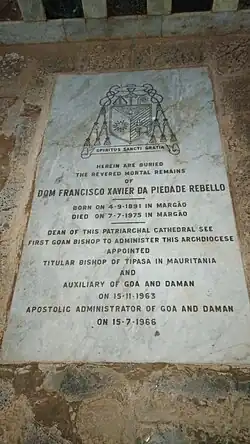 SPIRITUS SANCTI GRATIA
HEREIN ARE BURIED
THE REVERED MORTAL REMAINS
OF
DOM FRANCISCO XAVIER DA PIEDADE REBELLO
BORN ON 4-9-1891 IN MARGÃO
DIED ON 7-7-1975 IN MARGÃO
DEAN OF THIS PATRIARCHAL CATHEDRAL SEE
FIRST GOAN BISHOP TO ADMINISTER THIS ARCHDIOCESE
APPOINTED
TITULAR BISHOP OF TIPASA IN MAURITANIA
AND
AUXILIARY OF GOA AND DAMAN
ON 15-11-1963
APOSTOLIC ADMINISTRATOR OF GOA AND DAMAN
ON 15-7-1966